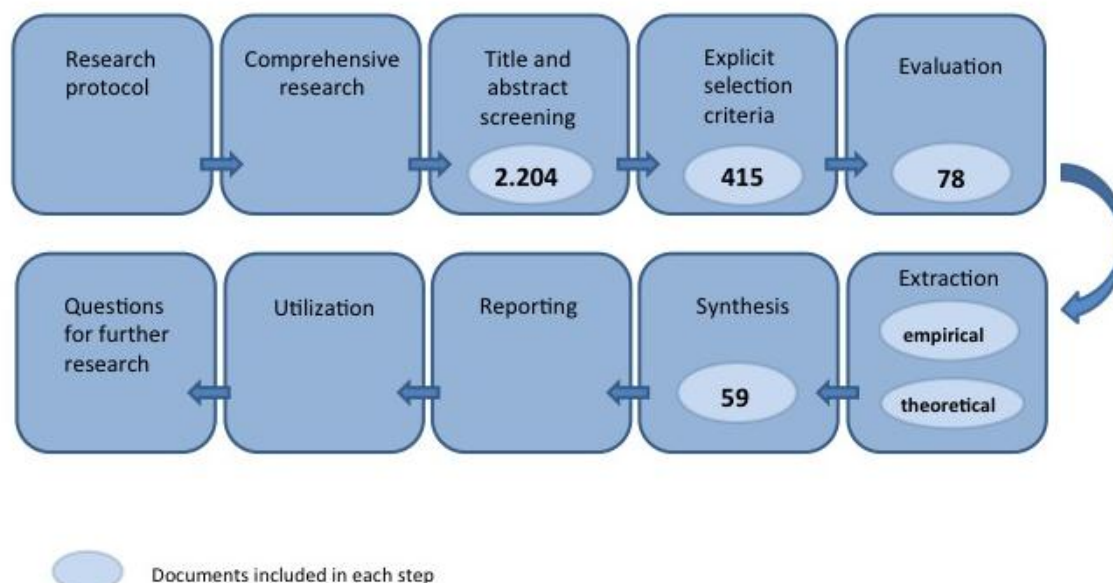 Research
protocol
Comprehensive
research
Title and
abstract
screening
2.204
Explicit
selection
criteria
415
Evaluation
78
Extraction
empirical
theoretical
Synthesis
59
Reporting
Utilization
Questions
for further
research
Documents included in each step